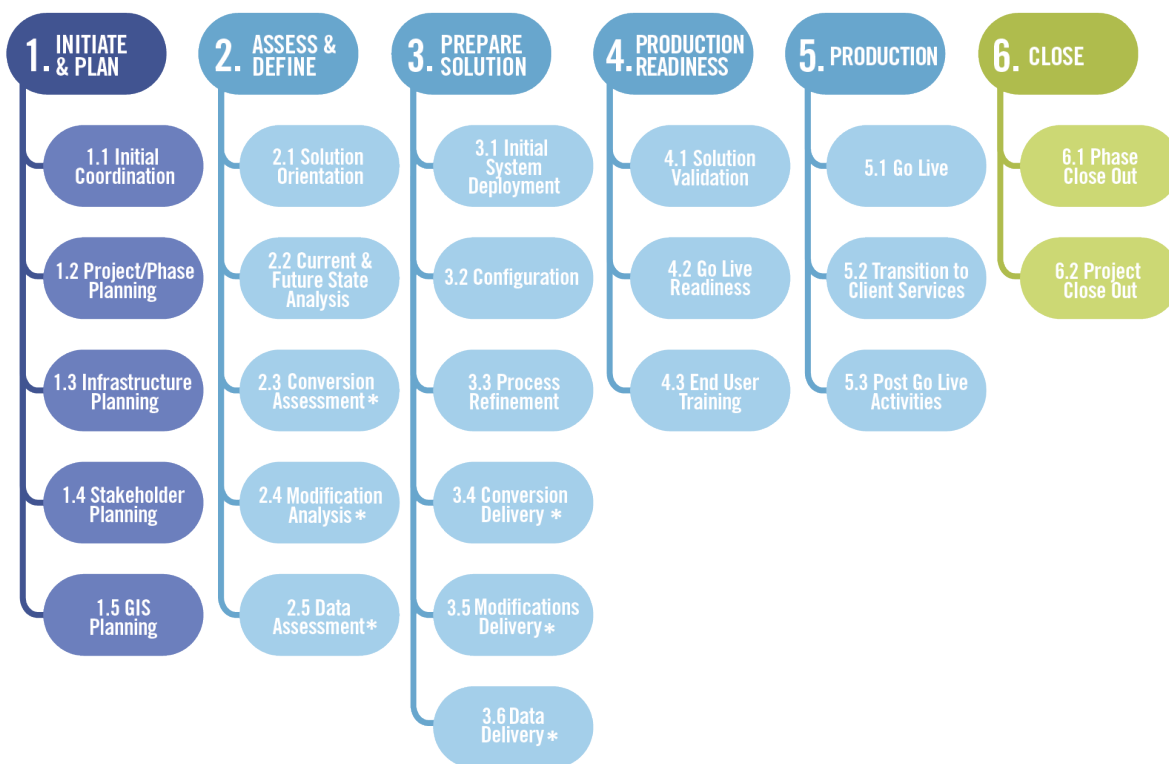 1. INITIATE
& PLAN
1.1 Initial
Coordination
1.2 Project/Phase
Planning
1.3 Infrastructure
Planning
1.4 Stakeholder
Planning
1.5 GIS
Planning
2. ASSESS &
DEFINE
2.1 Solution
Orientation
2.2 Current &
Future State
Analysis
2.3 Conversion
Assessment*
2.4 Modification
Analysis*
2.5 Data
Assessment*
3. PREPARE
SOLUTION
3.1 Initial
System
Deployment
3.2 Configuration
3.3 Process
Refinement
3.4 Conversion
Delivery *
3.5 Modifications
Delivery*
3.6 Data
Delivery*
4. PRODUCTION
READINESS
4.1 Solution
Validation
4.2 Go Live
Readiness
4.3 End User
Training
5. PRODUCTION
5.1 Go Live
5.2 Transition to
Client Services
5.3 Post Go Live
Activities
6. CLOSE
6.1 Phase
Close Out
6.2 Project
Close Out